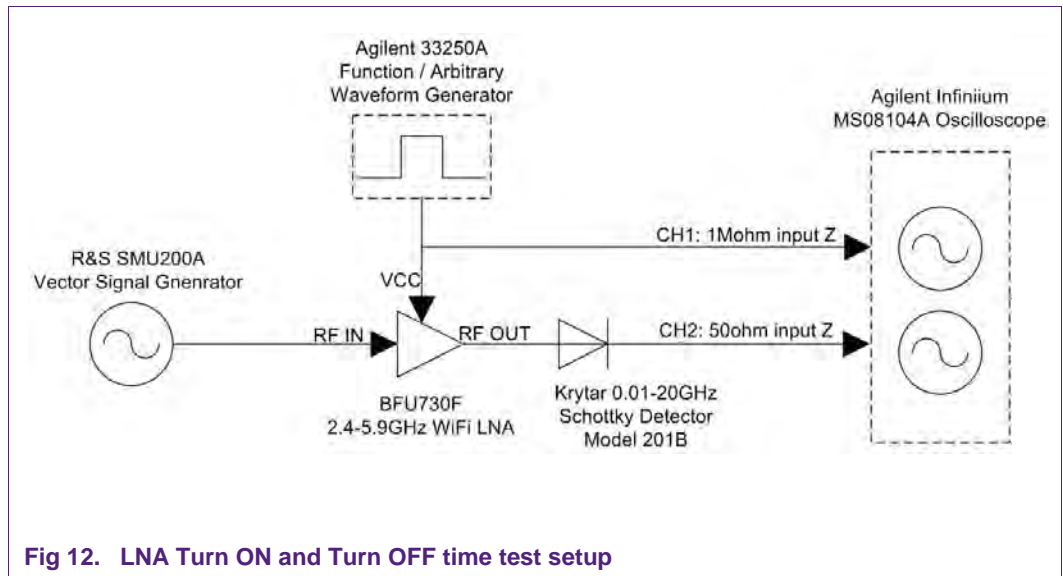 Agilent 33250A
Function / Arbitrary
Waveform Generator
Agilent Infiniium
MS08104A Oscilloscope
R&S SMU200A
Vector Signal Gnenrator
CH1: 1Mohm input Z
VCC
RF IN
RF OUT
CH2: 50ohm input Z
BFU730F
2.4-5.9GHz WiFi LNA
Krytar 0.01-20GHz
Schottky Detector
Model 201B
Fig 12. LNA Turn ON and Turn OFF time test setup